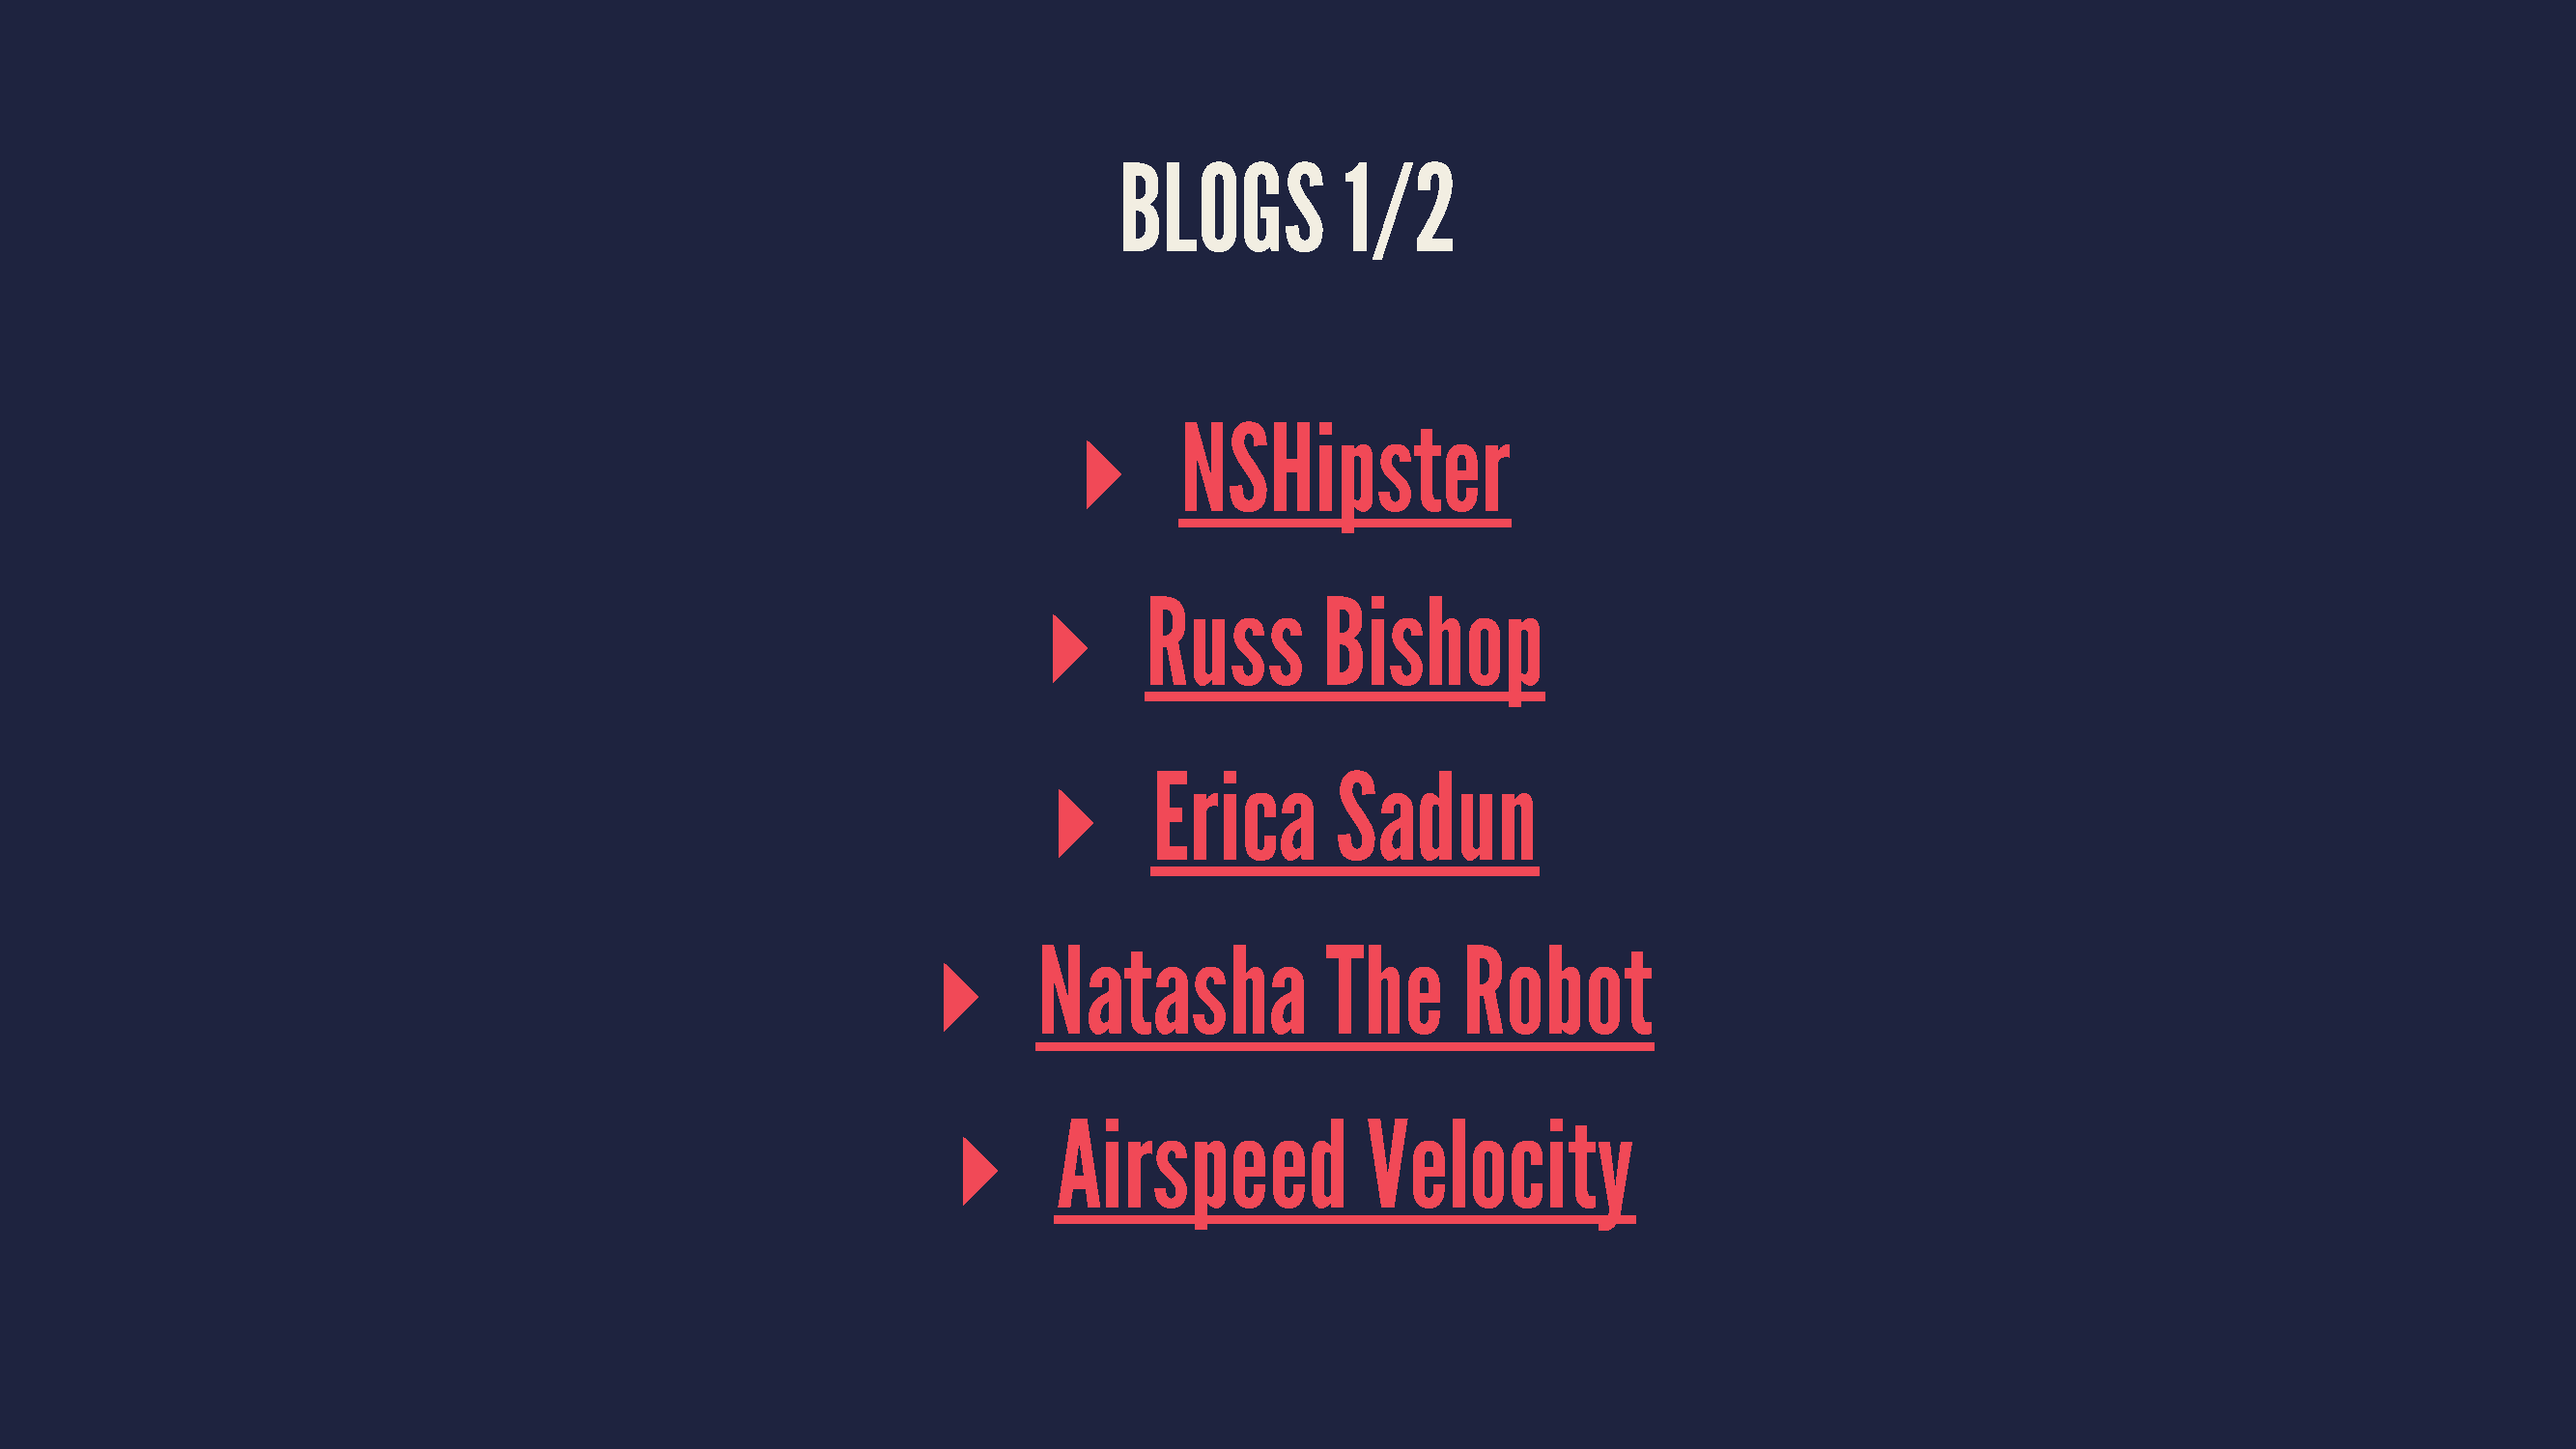 BLOGS 1/2
▸ NSHipster
▸ Russ Bishop
▸ Erica Sadun
▸ Natasha The Robot
▸ Airspeed Velocity